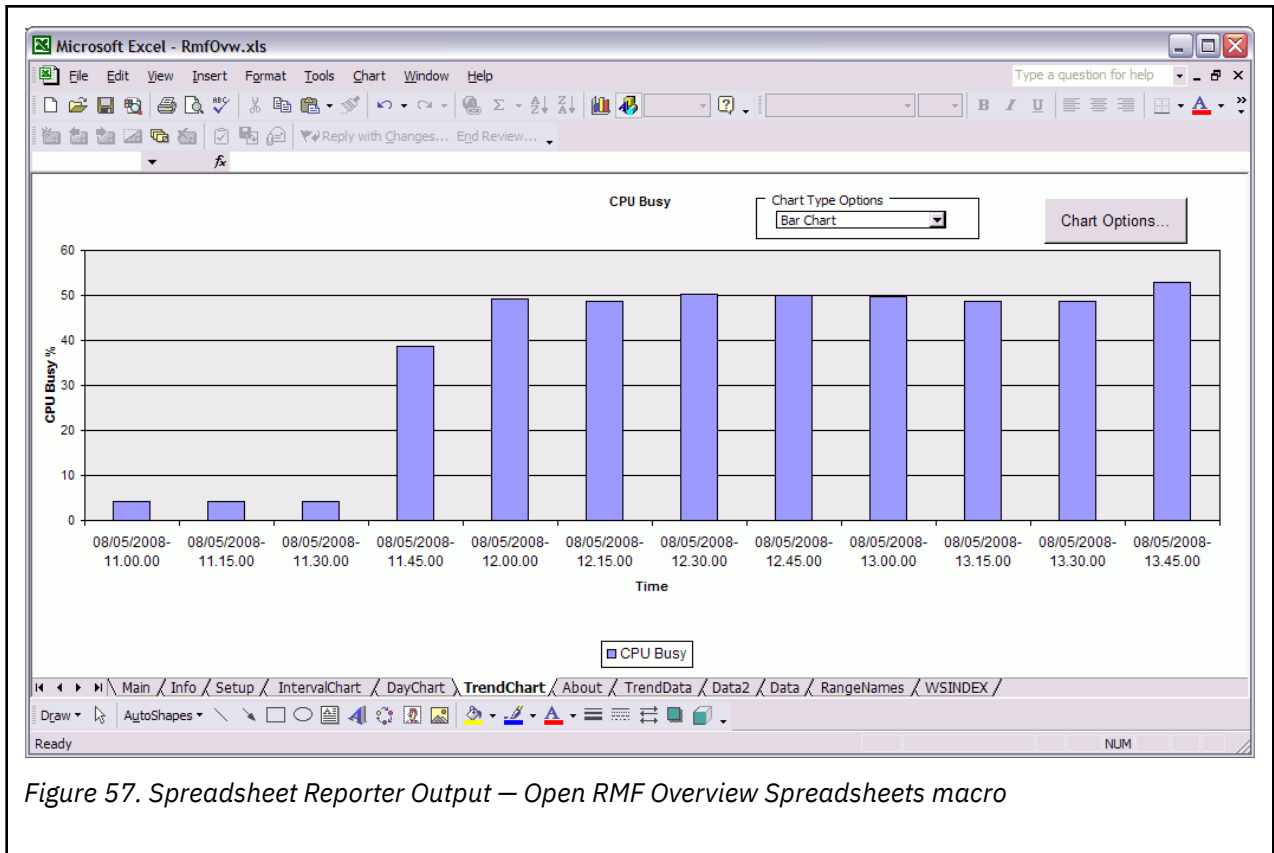 Microsoft Excel - RmfOvw.xls
File Edit View Insert Format Tools Chart Window Help
Type a question for help
Reply with Changes... End Review...
fx
CPU Busy
Chart Type Options
Bar Chart
Chart Options...
60
50
40
30
20
10
0
CPU Busy %
08/05/2008-11.00.00
08/05/2008-11.15.00
08/05/2008-11.30.00
08/05/2008-11.45.00
08/05/2008-12.00.00
08/05/2008-12.15.00
08/05/2008-12.30.00
08/05/2008-12.45.00
08/05/2008-13.00.00
08/05/2008-13.15.00
08/05/2008-13.30.00
08/05/2008-13.45.00
Time
CPU Busy
Main / Info / Setup / IntervalChart / DayChart \ TrendChart / About / TrendData / Data2 / Data / RangeNames / WSINDEX /
Draw AutoShapes
Ready
NUM
Figure 57. Spreadsheet Reporter Output — Open RMF Overview Spreadsheets macro